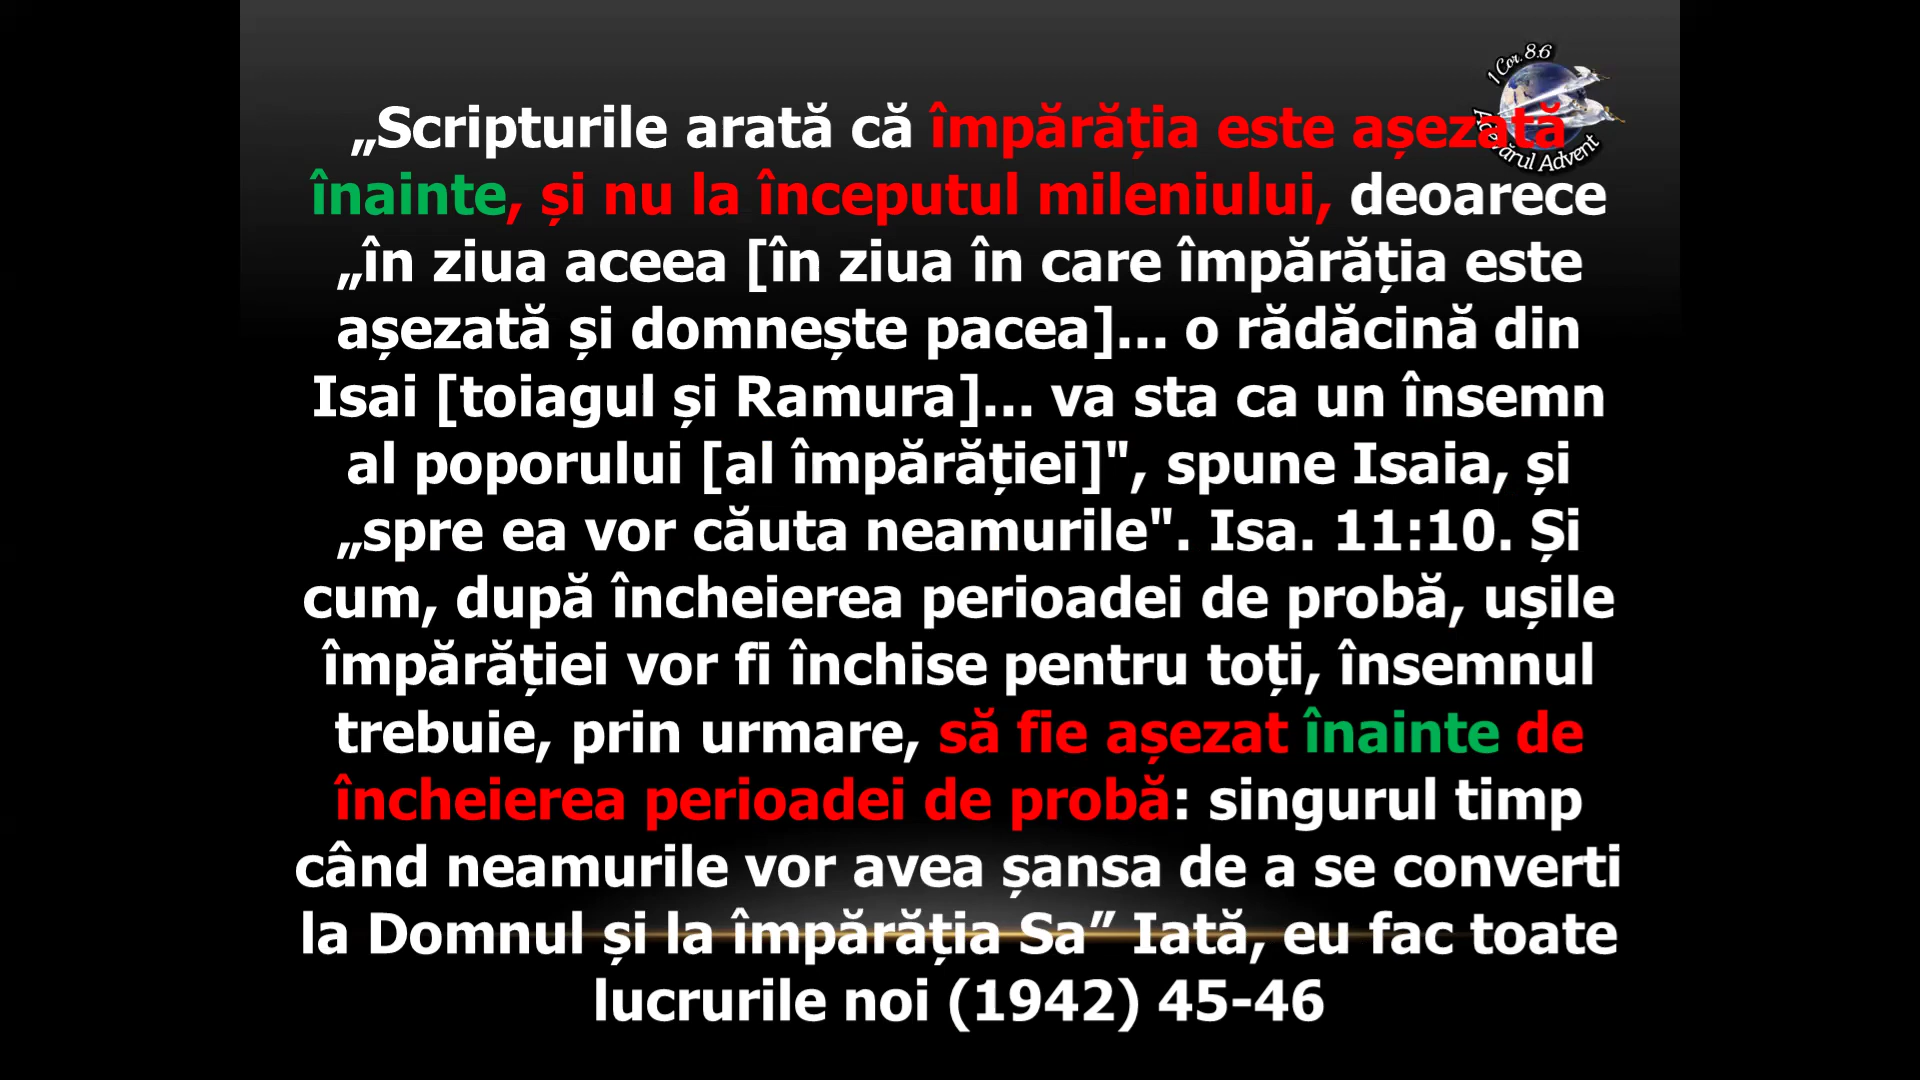 1 Cor. 8:6
Adevărul Advent
„Scripturile arată că împărăția este așezată
înainte, și nu la începutul mileniului, deoarece
„în ziua aceea [în ziua în care împărăția este
așezată și domnește pacea]... o rădăcină din
Isai [toiagul și Ramura]... va sta ca un însemn
al poporului [al împărăției]", spune Isaia, și
„spre ea vor căuta neamurile". Isa. 11:10. Și
cum, după încheierea perioadei de probă, ușile
împărăției vor fi închise pentru toți, însemnul
trebuie, prin urmare, să fie așezat înainte de
încheierea perioadei de probă: singurul timp
când neamurile vor avea șansa de a se converti
la Domnul și la împărăția Sa” Iată, eu fac toate
lucrurile noi (1942) 45-46